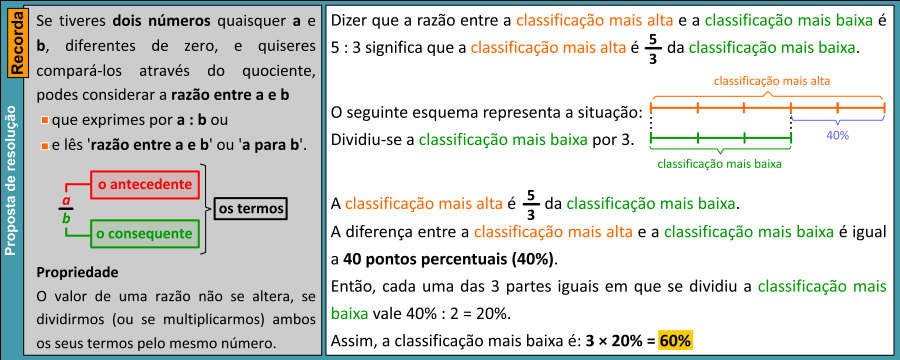 Proposta de resolução
Recorda
Se tiveres dois números quaisquer a e
b, diferentes de zero, e quiseres
compará-los através do quociente,
podes considerar a razão entre a e b
que exprimes por a : b ou
e lês 'razão entre a e b' ou 'a para b'.
a
b
o antecedente
o consequente
os termos
Propriedade
O valor de uma razão não se altera, se
dividirmos (ou se multiplicarmos) ambos
os seus termos pelo mesmo número.
Dizer que a razão entre a classificação mais alta e a classificação mais baixa é
5 : 3 significa que a classificação mais alta é 5/3 da classificação mais baixa.
classificação mais alta
O seguinte esquema representa a situação:
Dividiu-se a classificação mais baixa por 3.
40%
classificação mais baixa
A classificação mais alta é 5/3 da classificação mais baixa.
A diferença entre a classificação mais alta e a classificação mais baixa é igual
a 40 pontos percentuais (40%).
Então, cada uma das 3 partes iguais em que se dividiu a classificação mais
baixa vale 40% : 2 = 20%.
Assim, a classificação mais baixa é: 3 × 20% = 60%